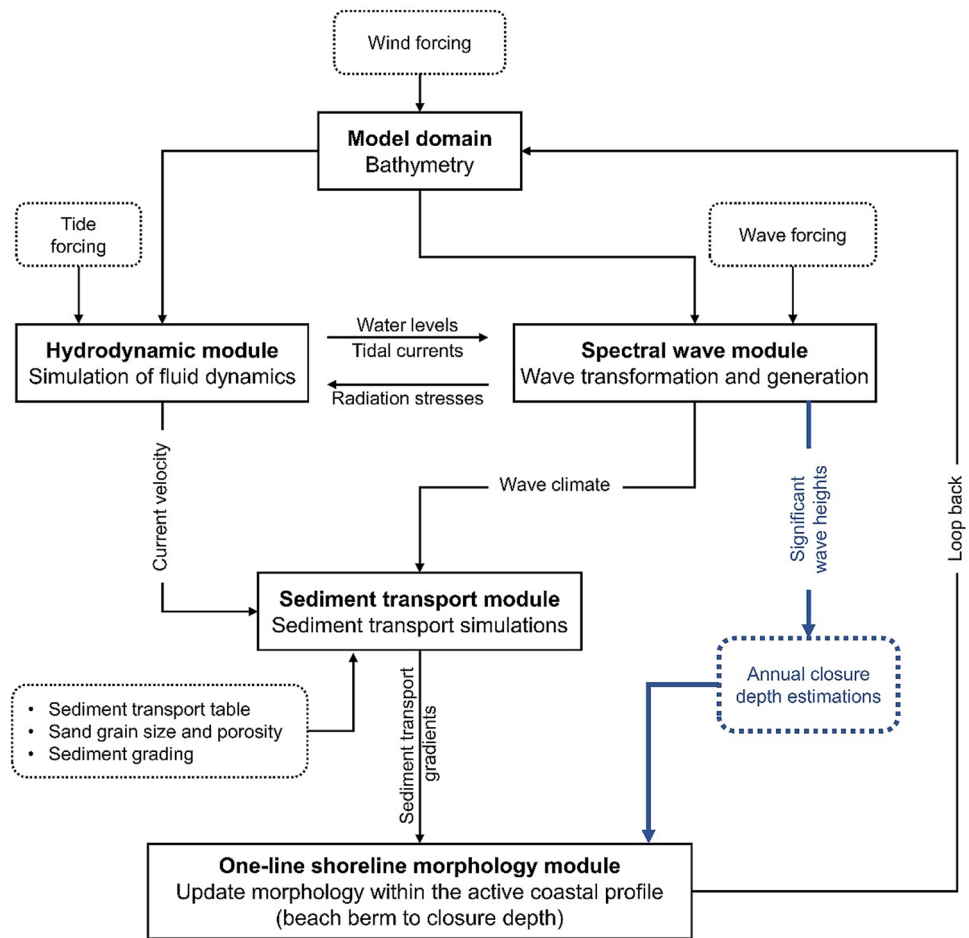 Wind forcing
Model domain
Bathymetry
Tide
forcing
Wave forcing
Hydrodynamic module
Simulation of fluid dynamics
Water levels
Tidal currents
Radiation stresses
Spectral wave module
Wave transformation and generation
Current velocity
Wave climate
Significant
wave heights
Loop back
Sediment transport module
Sediment transport simulations
Annual closure
depth estimations
• Sediment transport table
• Sand grain size and porosity
• Sediment grading
Sediment transport
gradients
One-line shoreline morphology module
Update morphology within the active coastal profile
(beach berm to closure depth)